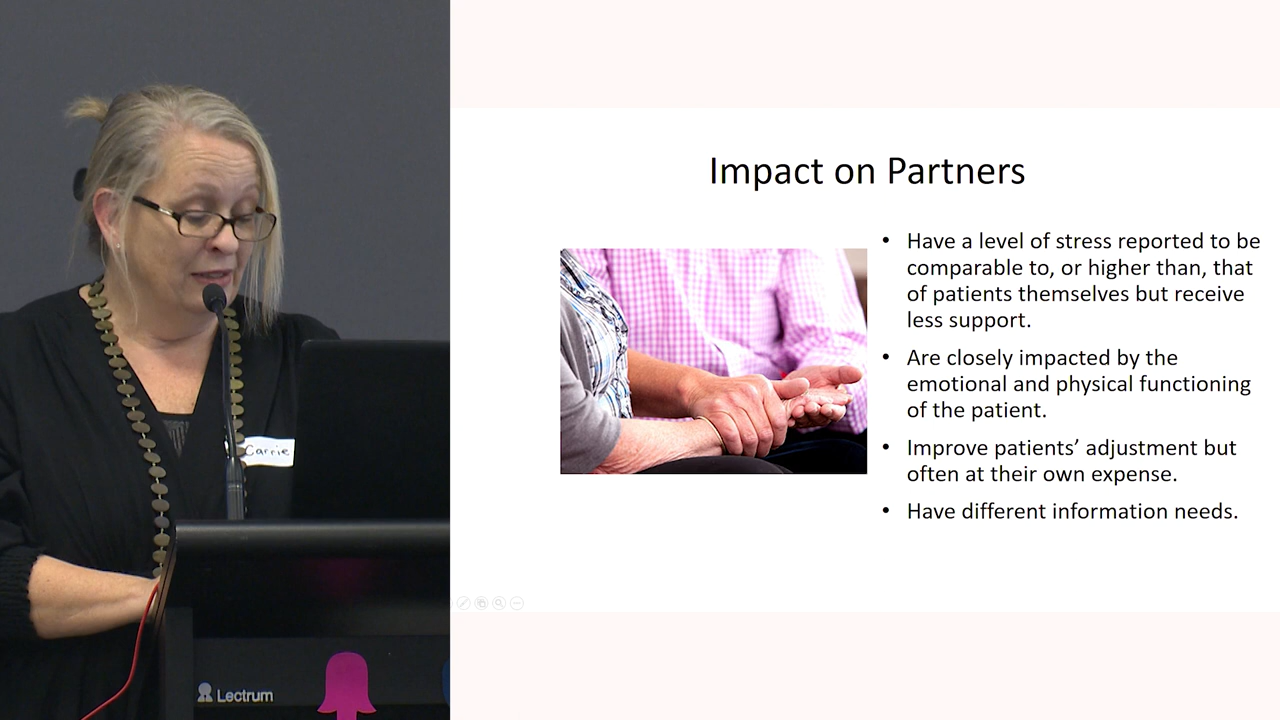 Impact on Partners
• Have a level of stress reported to be
comparable to, or higher than, that
of patients themselves but receive
less support.
• Are closely impacted by the
emotional and physical functioning
of the patient.
• Improve patients’ adjustment but
often at their own expense.
• Have different information needs.
Carrie
Lectrum